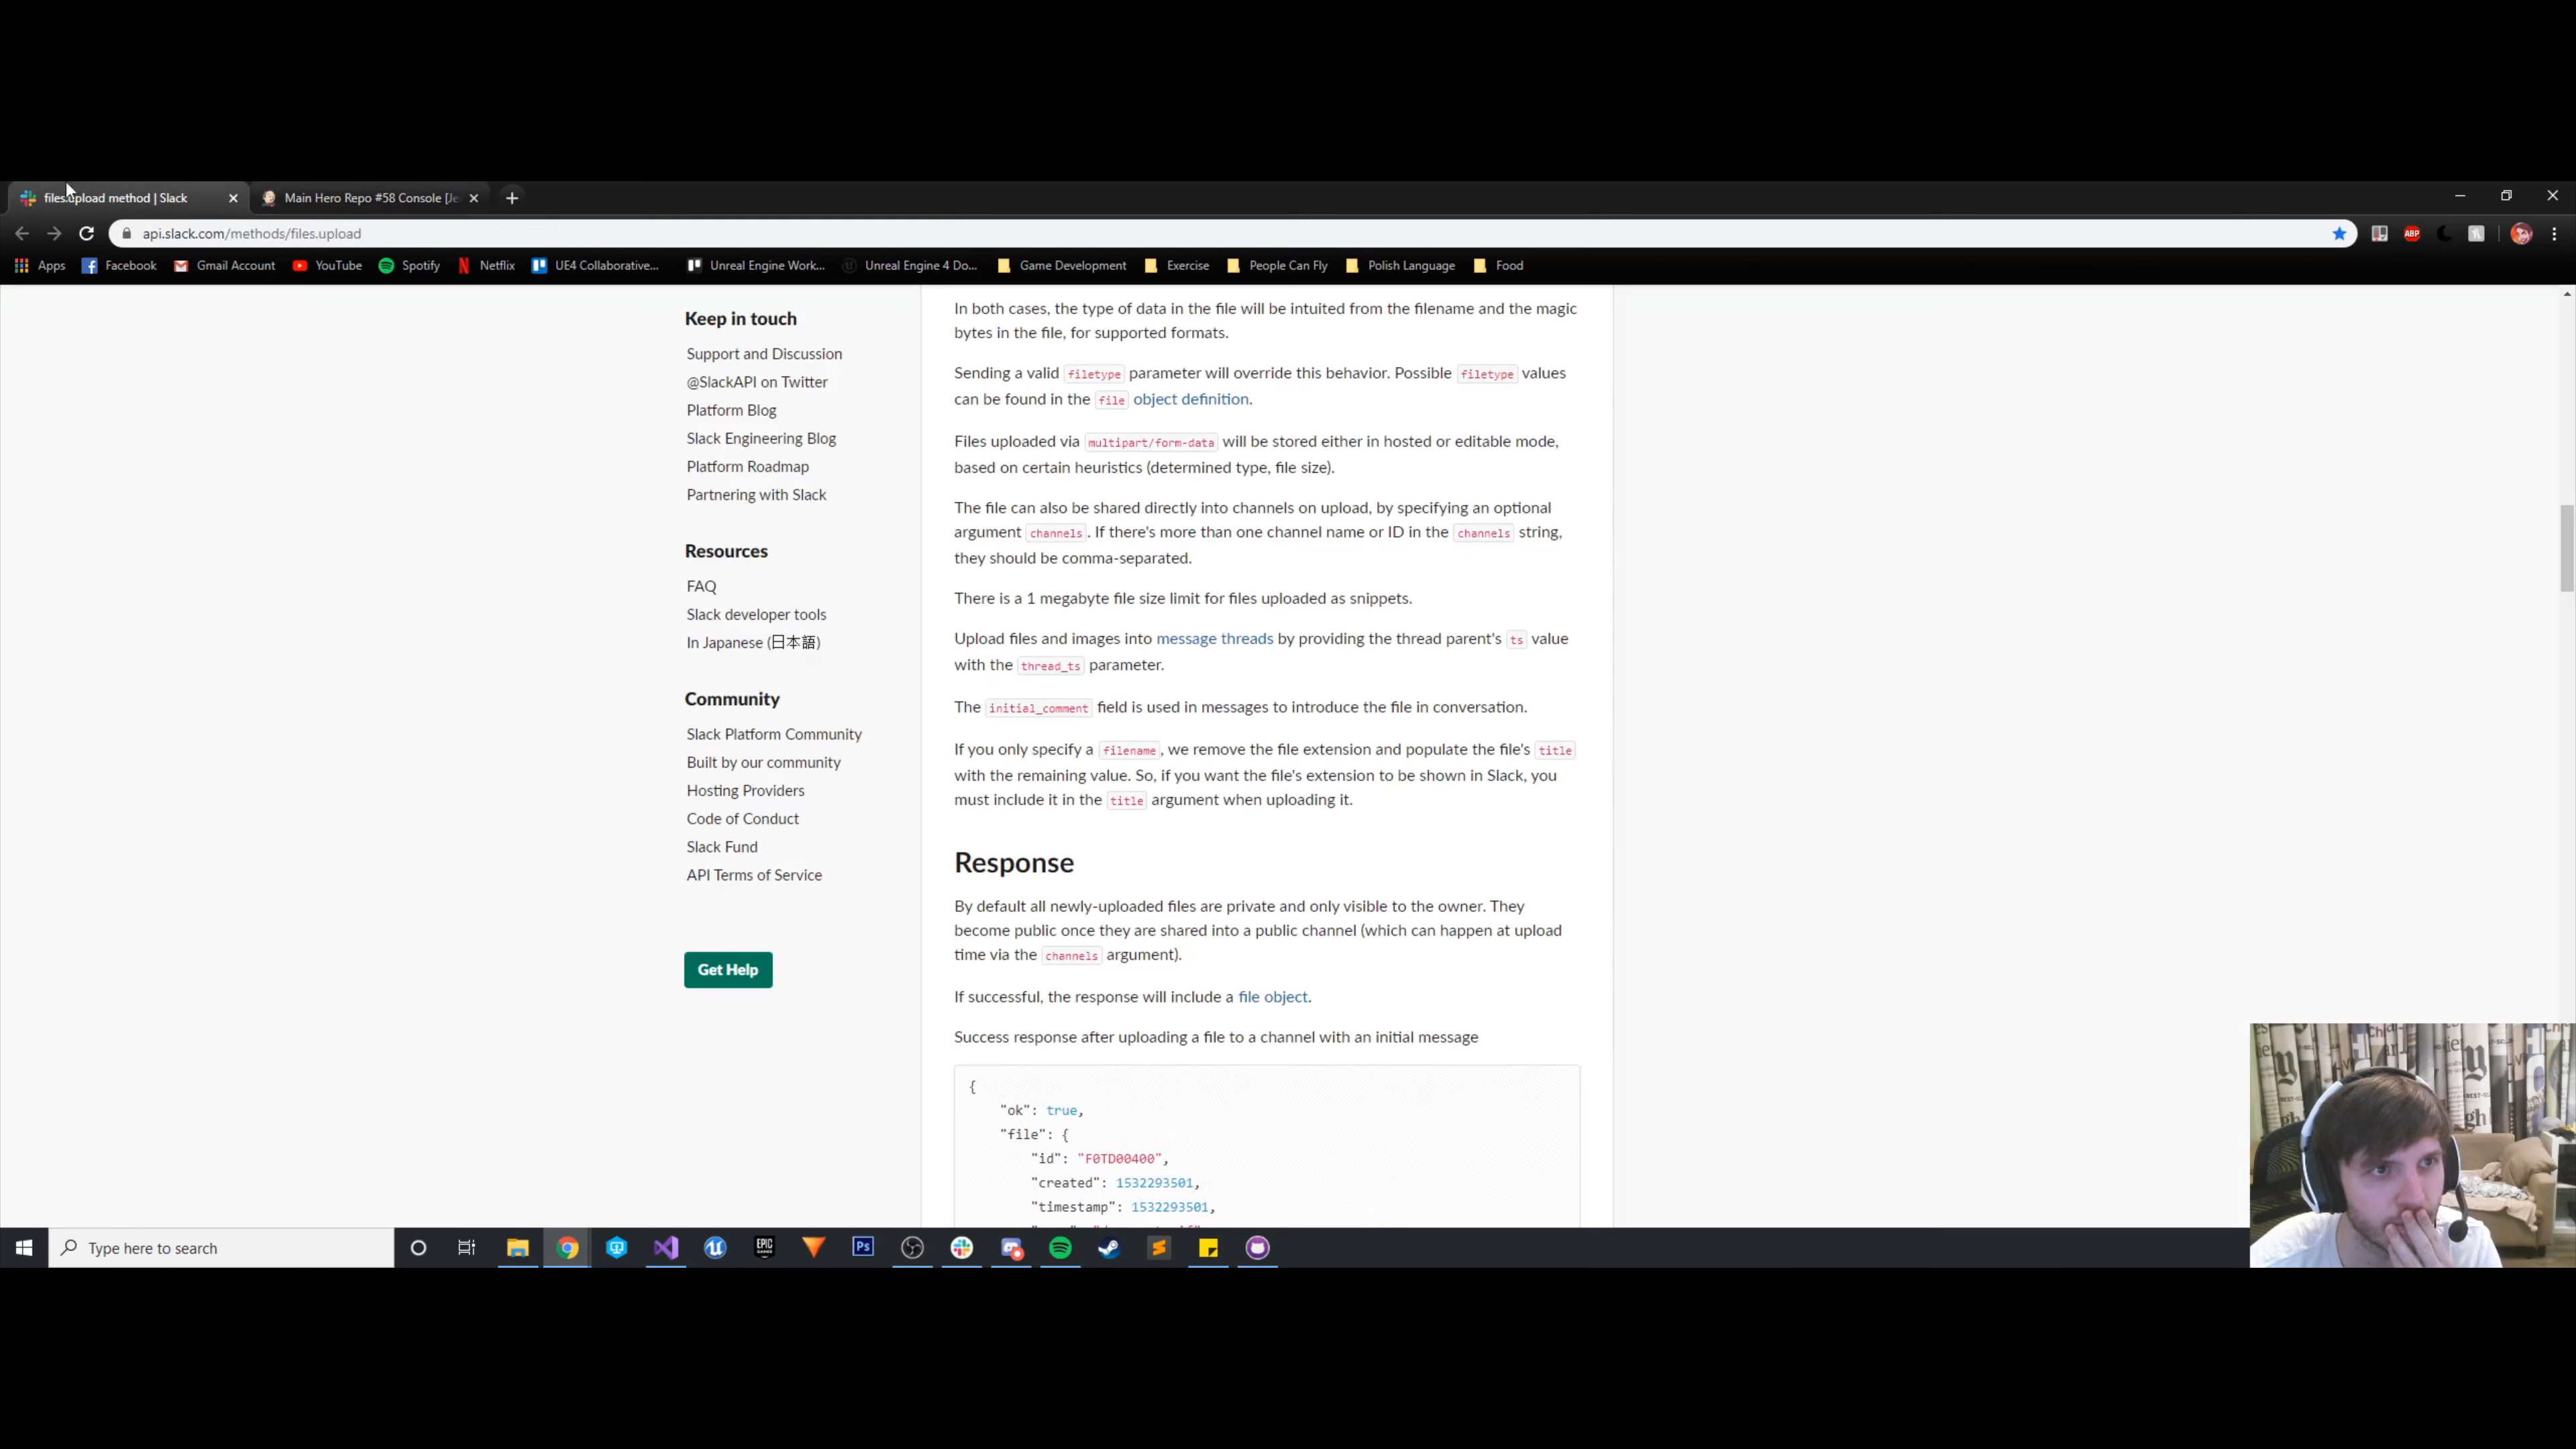 files.upload method | Slack
Main Hero Repo #58 Console [Je
api.slack.com/methods/files.upload
ABP
Apps Facebook Gmail Account YouTube Spotify Netflix UE4 Collaborative... Unreal Engine Work... Unreal Engine 4 Do... Game Development Exercise People Can Fly Polish Language Food
Keep in touch
Support and Discussion
@SlackAPI on Twitter
Platform Blog
Slack Engineering Blog
Platform Roadmap
Partnering with Slack
Resources
FAQ
Slack developer tools
In Japanese (日本語)
Community
Slack Platform Community
Built by our community
Hosting Providers
Code of Conduct
Slack Fund
API Terms of Service
Get Help
In both cases, the type of data in the file will be intuited from the filename and the magic
bytes in the file, for supported formats.
Sending a valid filetype parameter will override this behavior. Possible filetype values
can be found in the file object definition.
Files uploaded via multipart/form-data will be stored either in hosted or editable mode,
based on certain heuristics (determined type, file size).
The file can also be shared directly into channels on upload, by specifying an optional
argument channels. If there's more than one channel name or ID in the channels string,
they should be comma-separated.
There is a 1 megabyte file size limit for files uploaded as snippets.
Upload files and images into message threads by providing the thread parent's ts value
with the thread_ts parameter.
The initial_comment field is used in messages to introduce the file in conversation.
If you only specify a filename, we remove the file extension and populate the file's title
with the remaining value. So, if you want the file's extension to be shown in Slack, you
must include it in the title argument when uploading it.
Response
By default all newly-uploaded files are private and only visible to the owner. They
become public once they are shared into a public channel (which can happen at upload
time via the channels argument).
If successful, the response will include a file object.
Success response after uploading a file to a channel with an initial message
{
"ok": true,
"file": {
"id": "F0TD00400",
"created": 1532293501,
"timestamp": 1532293501,
Type here to search
EPIC GAMES
Ps